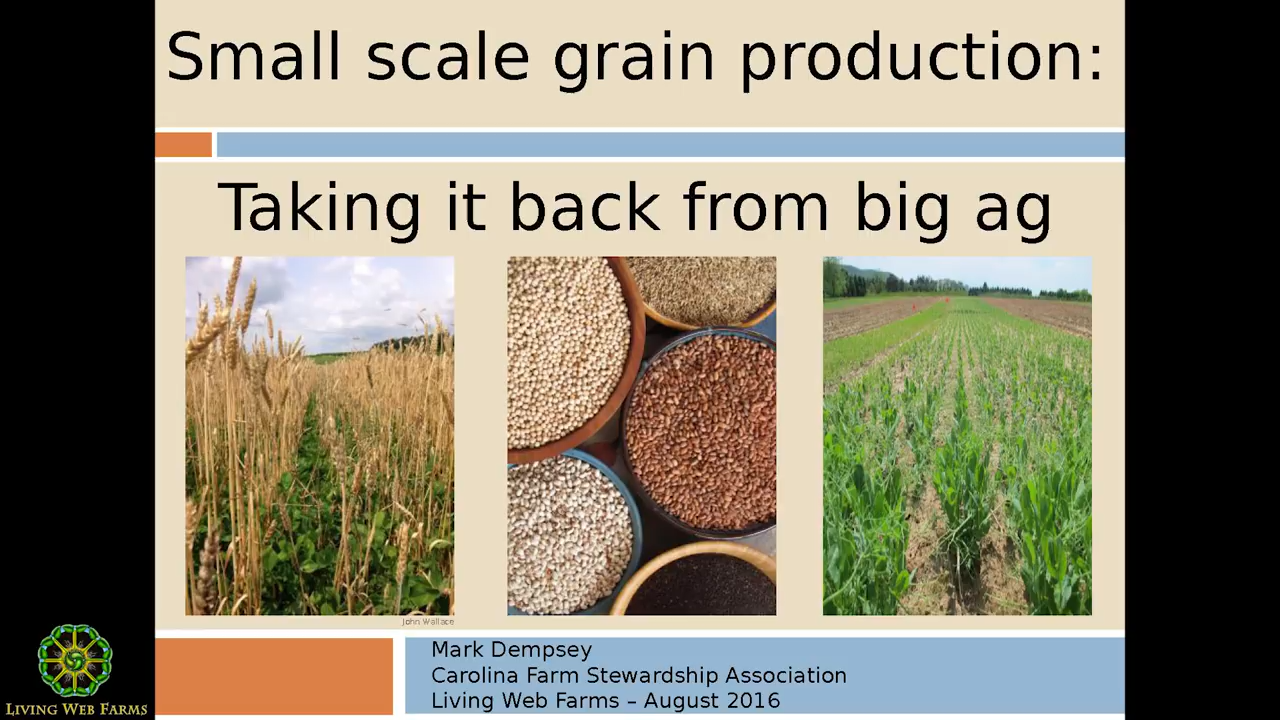 Small scale grain production:
Taking it back from big ag
John Wallace
Mark Dempsey
Carolina Farm Stewardship Association
Living Web Farms – August 2016
LIVING WEB FARMS